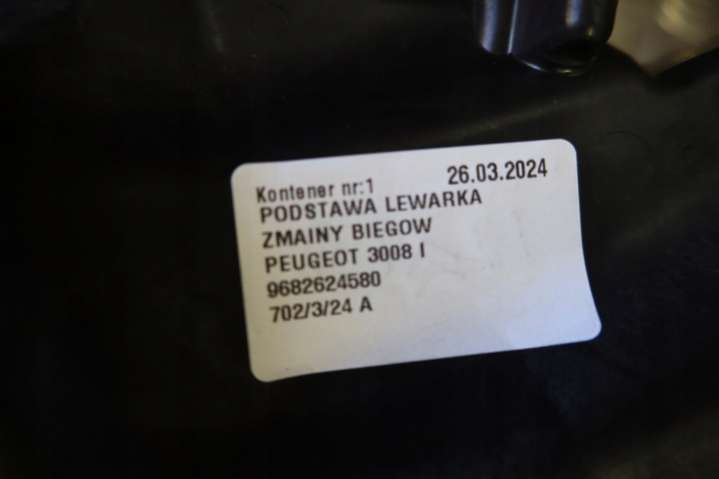 Kontener nr:1 26.03.2024
PODSTAWA LEWARKA
ZMAINY BIEGOW
PEUGEOT 3008 I
9682624580
702/3/24 A